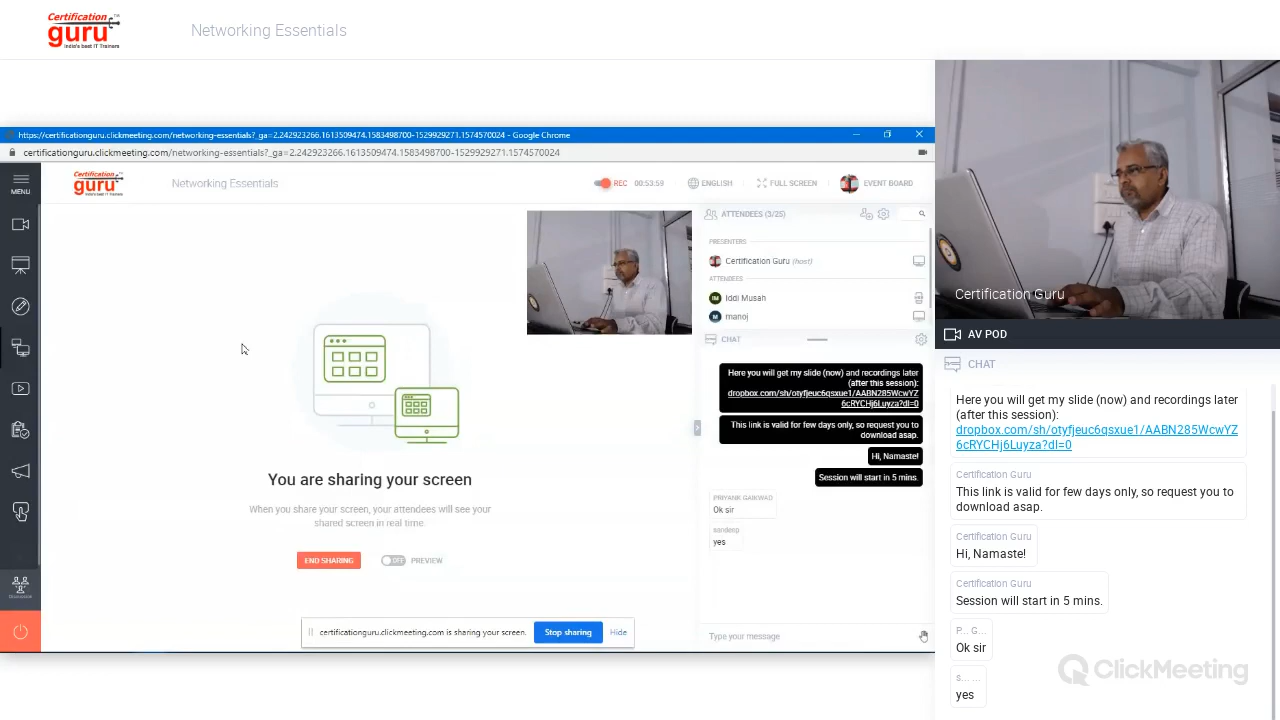 Certification
guru
India's best IT Trainers
Networking Essentials
https://certificationguru.clickmeeting.com/networking-essentials?_ga=2.242923266.1613509474.1583498700-1529929271.1574570024 - Google Chrome
certificationguru.clickmeeting.com/networking-essentials?_ga=2.242923266.1613509474.1583498700-1529929271.1574570024
MENU
Certification
guru
Networking Essentials
REC 00:53:59
ENGLISH
FULL SCREEN
EVENT BOARD
ATTENDEES (3/25)
PRESENTERS
Certification Guru (host)
ATTENDEES
Iddi Musah
manoj
CHAT
Here you will get my slide (now) and recordings later
(after this session):
dropbox.com/sh/otyfjeuc6qsxue1/AABN285WcwYZ
6cRYCHj6Luyza?dl=0
This link is valid for few days only, so request you to
download asap.
Hi, Namaste!
Session will start in 5 mins.
PRIYANK GAIKWAD
Ok sir
sandeep
yes
Type your message
You are sharing your screen
When you share your screen, your attendees will see your
shared screen in real time.
END SHARING
OFF
PREVIEW
certificationguru.clickmeeting.com is sharing your screen.
Stop sharing
Hide
Certification Guru
AV POD
CHAT
Here you will get my slide (now) and recordings later
(after this session):
dropbox.com/sh/otyfjeuc6qsxue1/AABN285WcwYZ
6cRYCHj6Luyza?dl=0
Certification Guru
This link is valid for few days only, so request you to
download asap.
Certification Guru
Hi, Namaste!
Certification Guru
Session will start in 5 mins.
P... G...
Ok sir
s... ...
yes
ClickMeeting